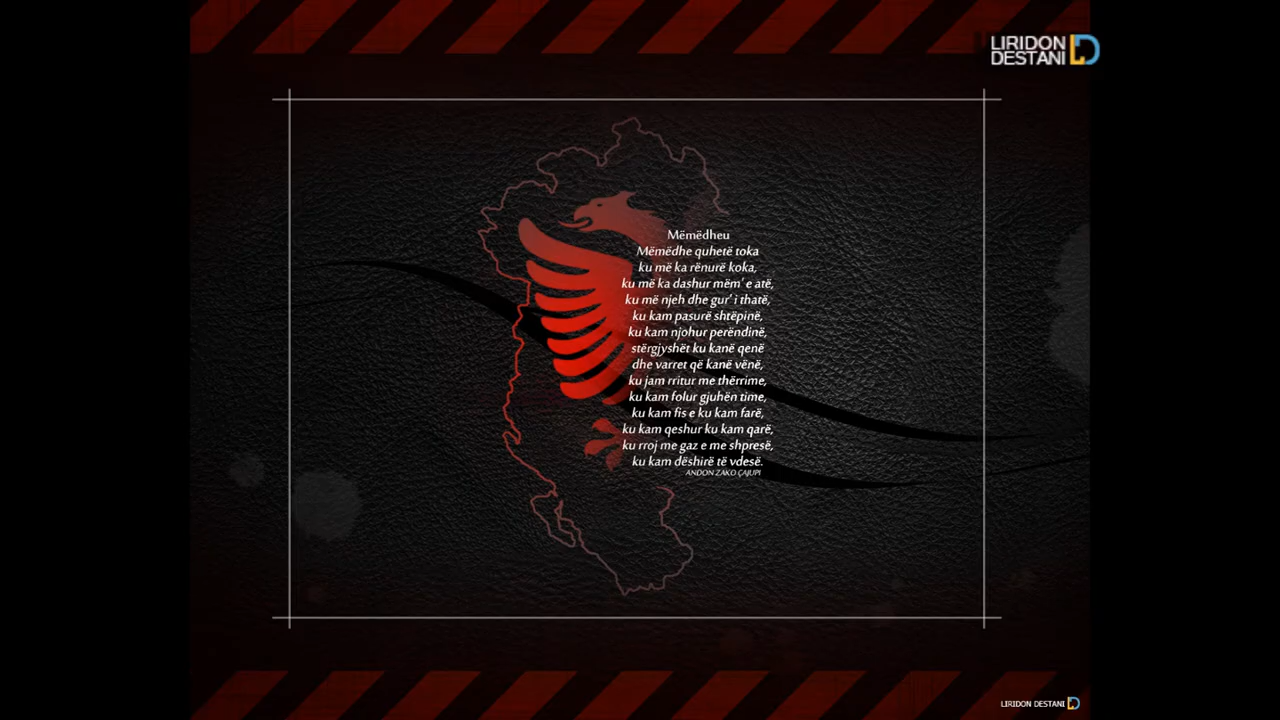 LIRIDON
DESTANI
Mëmëdheu
Mëmëdhe quhetë toka
ku më ka rënurë koka,
ku më ka dashur mëm' e atë,
ku më njeh dhe gur' i thatë,
ku kam pasurë shtëpinë,
ku kam njohur perëndinë,
stërgjyshët ku kanë qenë
dhe varret që kanë vënë,
ku jam rritur me thërrime,
ku kam folur gjuhën time,
ku kam fis e ku kam farë,
ku kam qeshur ku kam qarë,
ku rroj me gaz e me shpresë,
ku kam dëshirë të vdesë.
ANDON ZAKO ÇAJUPI
LIRIDON DESTANI